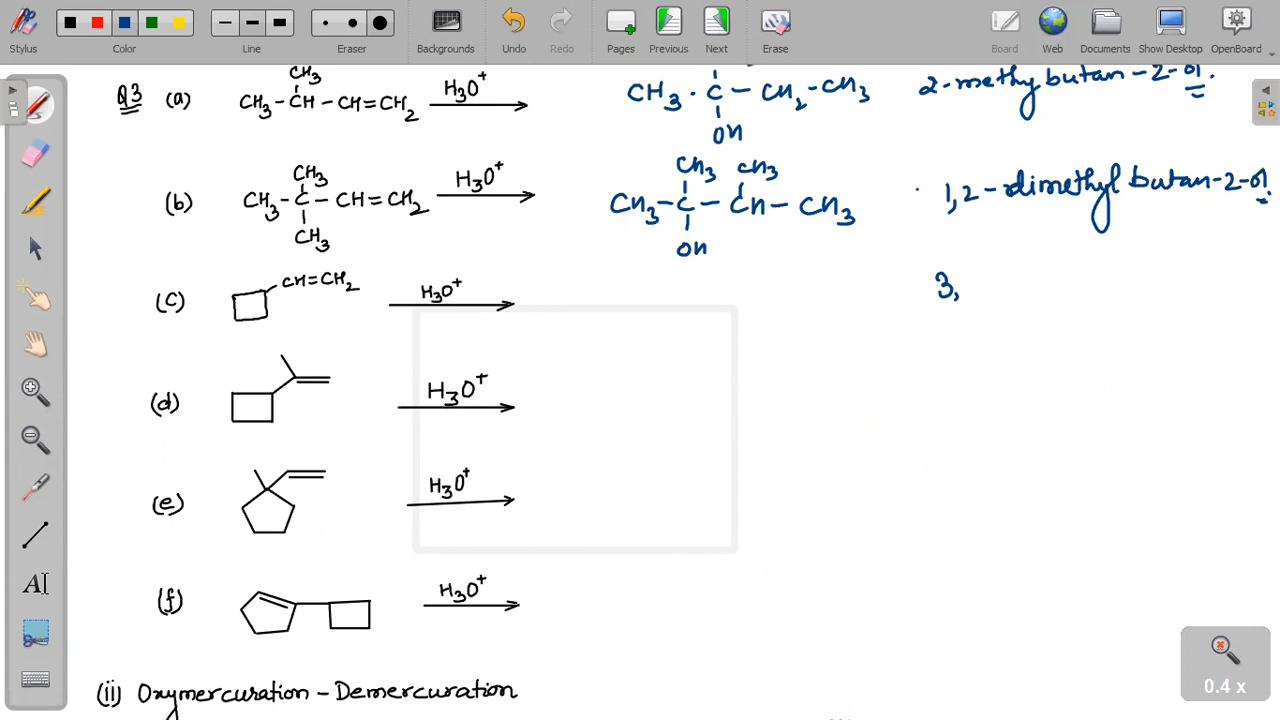 Stylus Color Line Eraser Backgrounds Undo Redo Pages Previous Next Erase Board Web Documents Show Desktop OpenBoard
CH3
Q3 (a) CH3-CH-CH=CH2 H3O+ CH3-C-CH2-CH3 2-methy butan-2-ol.
OH
CH3 CH3 CH3
(b) CH3-C-CH=CH2 H3O+ CH3-C-CH-CH3 1,2-dimethyl butan-2-ol.
CH3 OH
(c) CH=CH2 H3O+ 3,
(d) H3O+
(e) H3O+
(f) H3O+
(ii) Oxymercuration - Demercuration
0.4 x